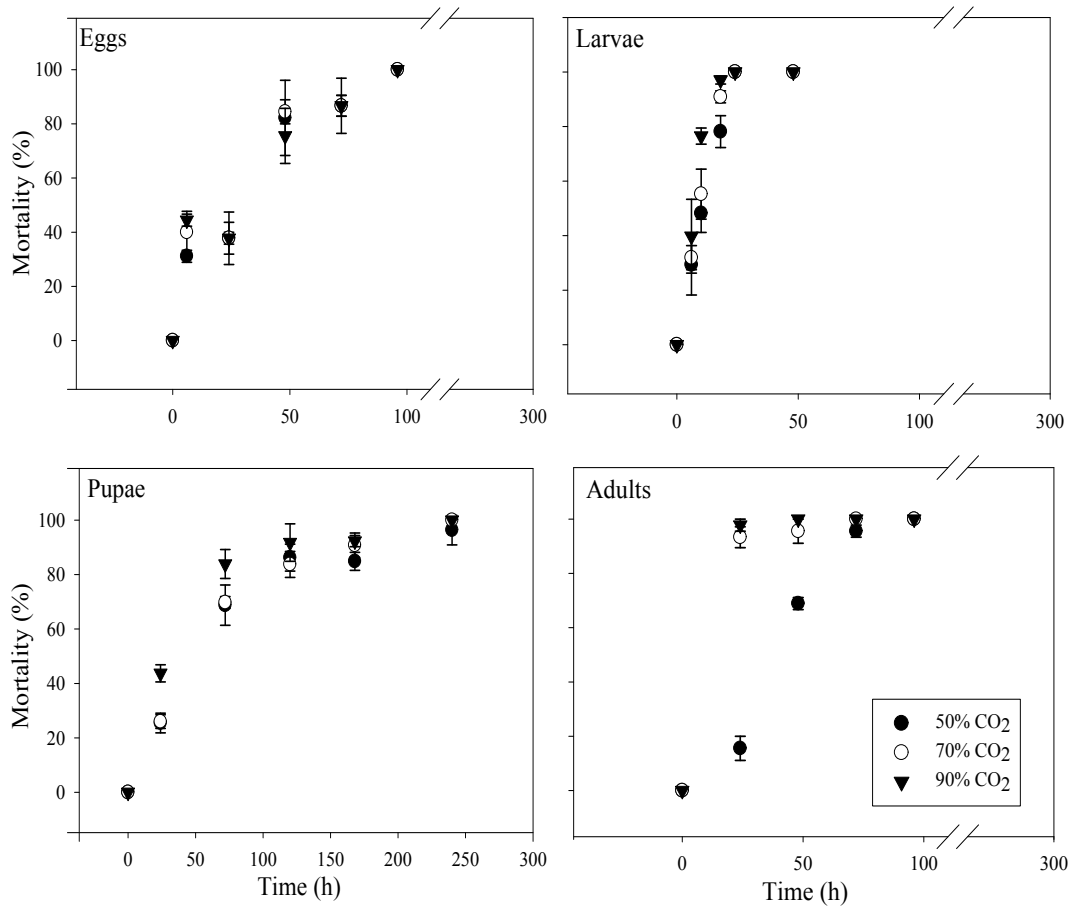 Eggs
Mortality (%)
100
80
60
40
20
0
0 50 100 300
Larvae
0 50 100 300
Pupae
Mortality (%)
100
80
60
40
20
0
0 50 100 150 200 250 300
Time (h)
Adults
50% CO2
70% CO2
90% CO2
0 50 100 300
Time (h)